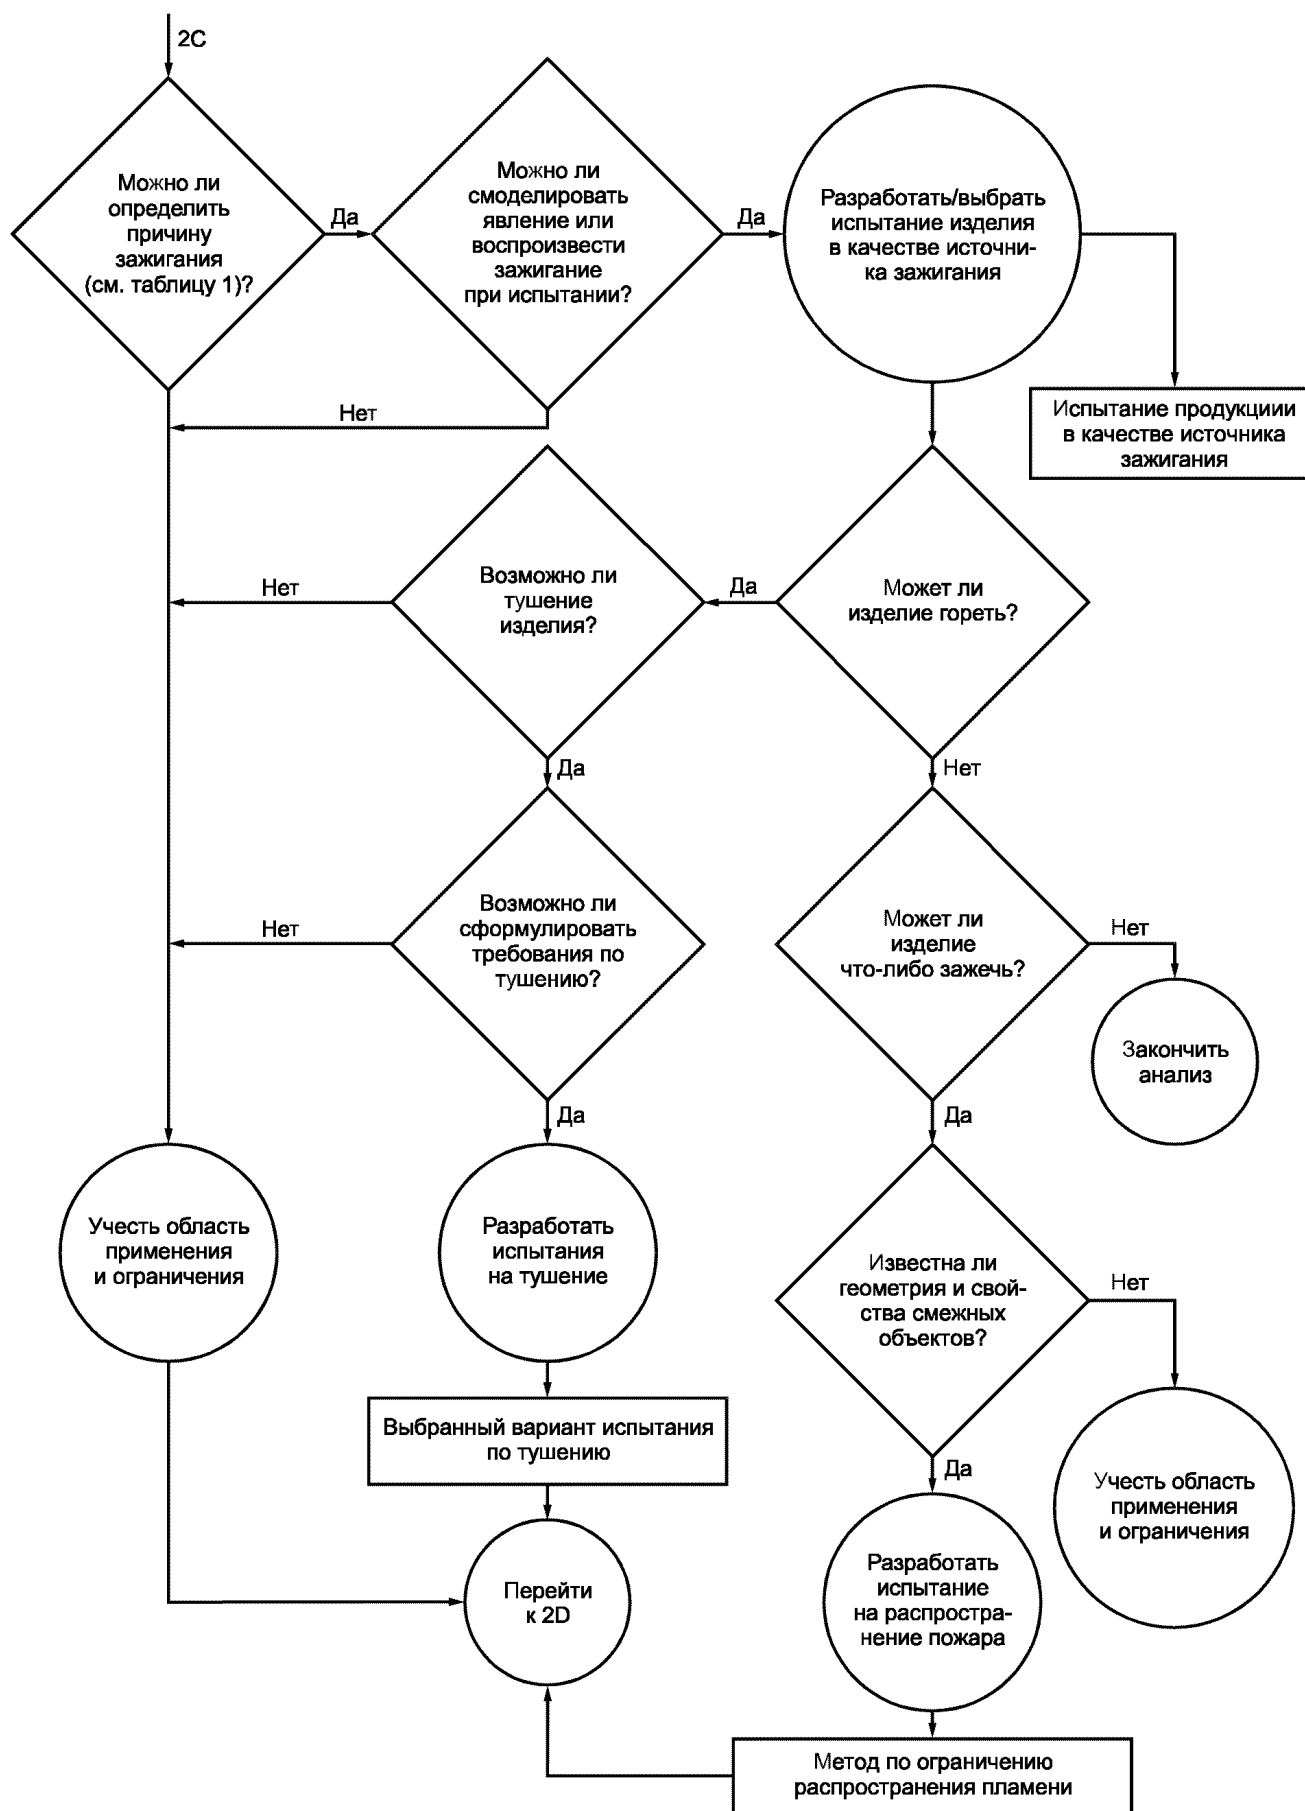 2C
Можно ли
определить
причину
зажигания
(см. таблицу 1)?
Да
Можно ли
смоделировать
явление или
воспроизвести
зажигание
при испытании?
Да
Разработать/выбрать
испытание изделия
в качестве источни-
ка зажигания
Нет
Испытание продукциии
в качестве источника
зажигания
Нет
Возможно ли
тушение
изделия?
Да
Может ли
изделие гореть?
Да
Нет
Нет
Возможно ли
сформулировать
требования по
тушению?
Может ли
изделие
что-либо зажечь?
Нет
Закончить
анализ
Да
Да
Учесть область
применения
и ограничения
Разработать
испытания
на тушение
Известна ли
геометрия и свой-
ства смежных
объектов?
Нет
Выбранный вариант испытания
по тушению
Да
Учесть область
применения
и ограничения
Перейти
к 2D
Разработать
испытание
на распростра-
нение пожара
Метод по ограничению
распространения пламени